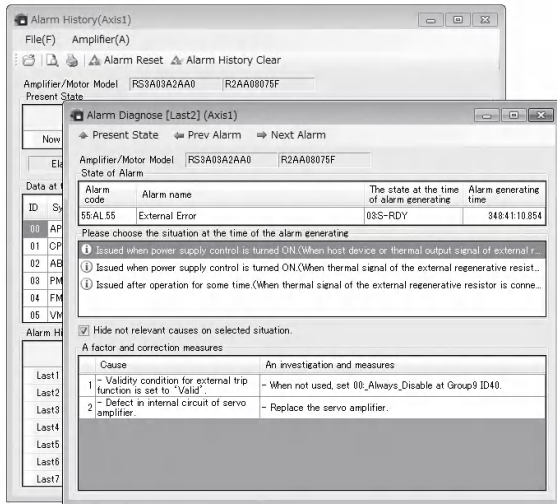 Alarm History(Axis1)
File(F) Amplifier(A)
Alarm Reset Alarm History Clear
Amplifier/Motor Model RS3A03A2AA0 R2AA08075F
Present State
Now
Ela
Data at t
ID Sy
00 AP
01 CP
02 AB
03 PM
04 FM
05 VM
Alarm Hi
Last1
Last2
Last3
Last4
Last5
Last6
Last7
Alarm Diagnose [Last2] (Axis1)
Present State Prev Alarm Next Alarm
Amplifier/Motor Model RS3A03A2AA0 R2AA08075F
State of Alarm
Alarm code Alarm name The state at the time of alarm generating Alarm generating time
55:AL.55 External Error 03:S-RDY 348:41:10.854
Please choose the situation at the time of the alarm generating
Issued when power supply control is turned ON.(When host device or thermal output signal of external r...
Issued when power supply control is turned ON.(When thermal signal of the external regenerative resist...
Issued after operation for some time.(When thermal signal of the external regenerative resistor is conne...
Hide not relevant causes on selected situation.
A factor and correction measures
Cause An investigation and measures
1 - Validity condition for external trip function is set to "Valid". - When not used, set 00:_Always_Disable at Group9 ID40.
2 - Defect in internal circuit of servo amplifier. - Replace the servo amplifier.